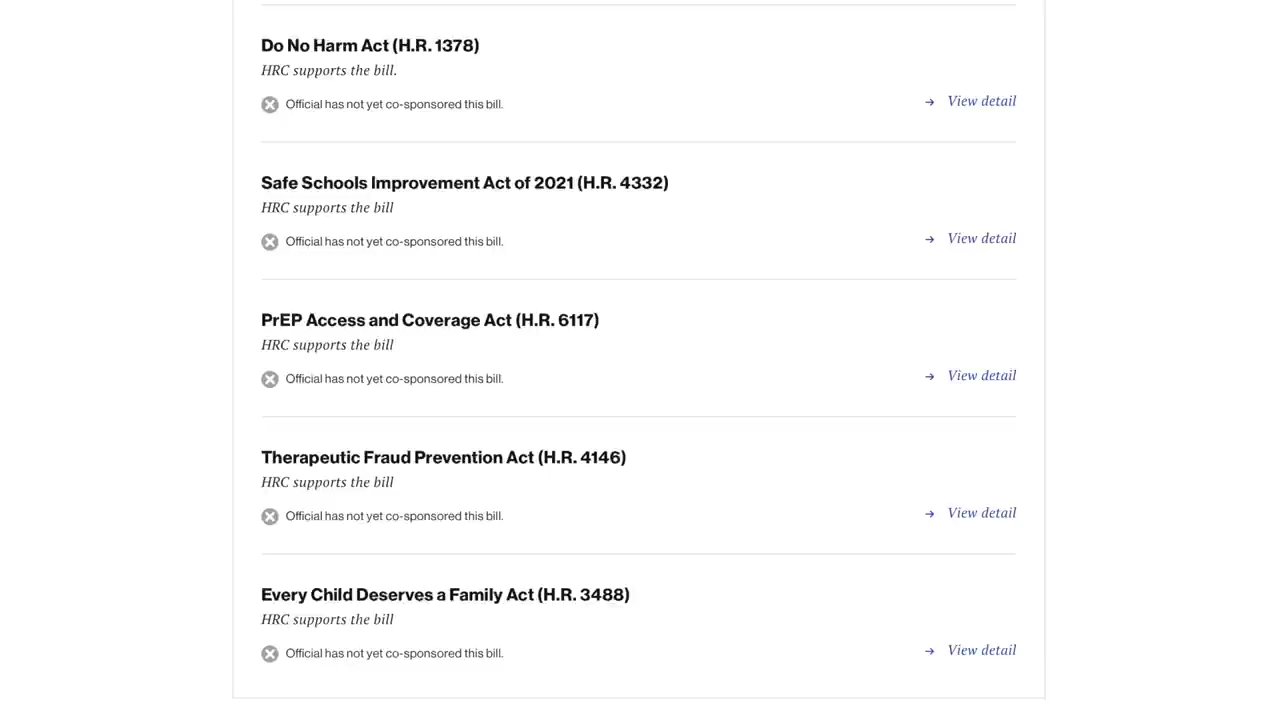 Do No Harm Act (H.R. 1378)
HRC supports the bill.
Official has not yet co-sponsored this bill.
→ View detail
Safe Schools Improvement Act of 2021 (H.R. 4332)
HRC supports the bill
Official has not yet co-sponsored this bill.
→ View detail
PrEP Access and Coverage Act (H.R. 6117)
HRC supports the bill
Official has not yet co-sponsored this bill.
→ View detail
Therapeutic Fraud Prevention Act (H.R. 4146)
HRC supports the bill
Official has not yet co-sponsored this bill.
→ View detail
Every Child Deserves a Family Act (H.R. 3488)
HRC supports the bill
Official has not yet co-sponsored this bill.
→ View detail